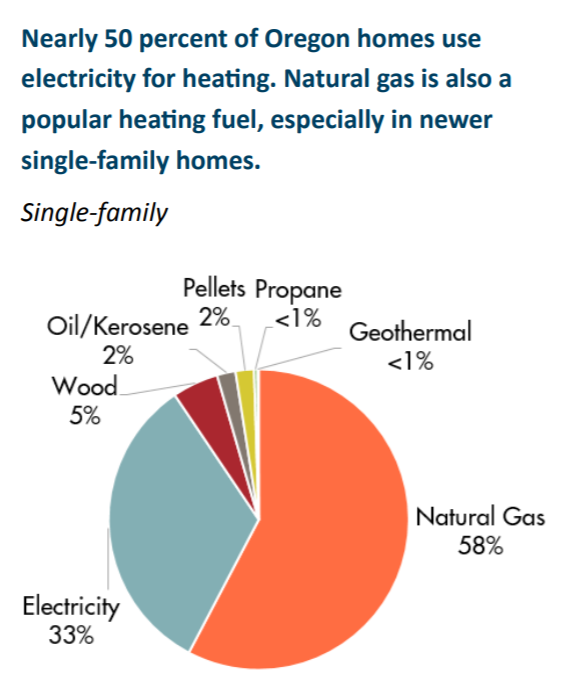 Nearly 50 percent of Oregon homes use
electricity for heating. Natural gas is also a
popular heating fuel, especially in newer
single-family homes.
Single-family
Pellets
2%
Propane
<1%
Oil/Kerosene
2%
Geothermal
<1%
Wood
5%
Natural Gas
58%
Electricity
33%